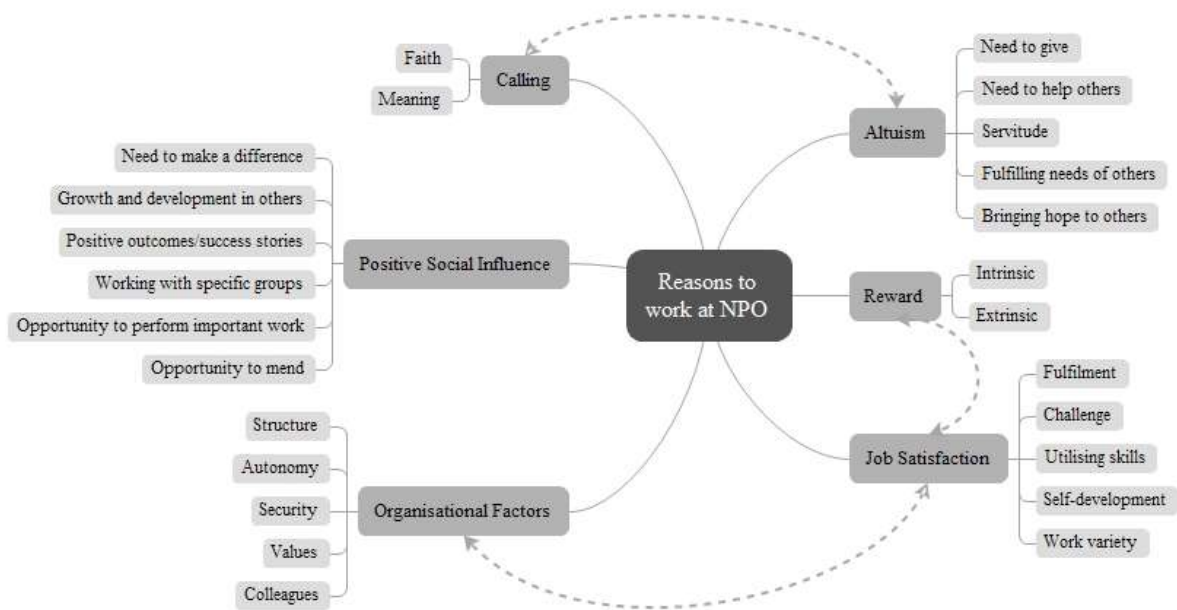 Reasons to
work at NPO
Calling
Faith
Meaning
Altuism
Need to give
Need to help others
Servitude
Fulfilling needs of others
Bringing hope to others
Positive Social Influence
Need to make a difference
Growth and development in others
Positive outcomes/success stories
Working with specific groups
Opportunity to perform important work
Opportunity to mend
Reward
Intrinsic
Extrinsic
Job Satisfaction
Fulfilment
Challenge
Utilising skills
Self-development
Work variety
Organisational Factors
Structure
Autonomy
Security
Values
Colleagues